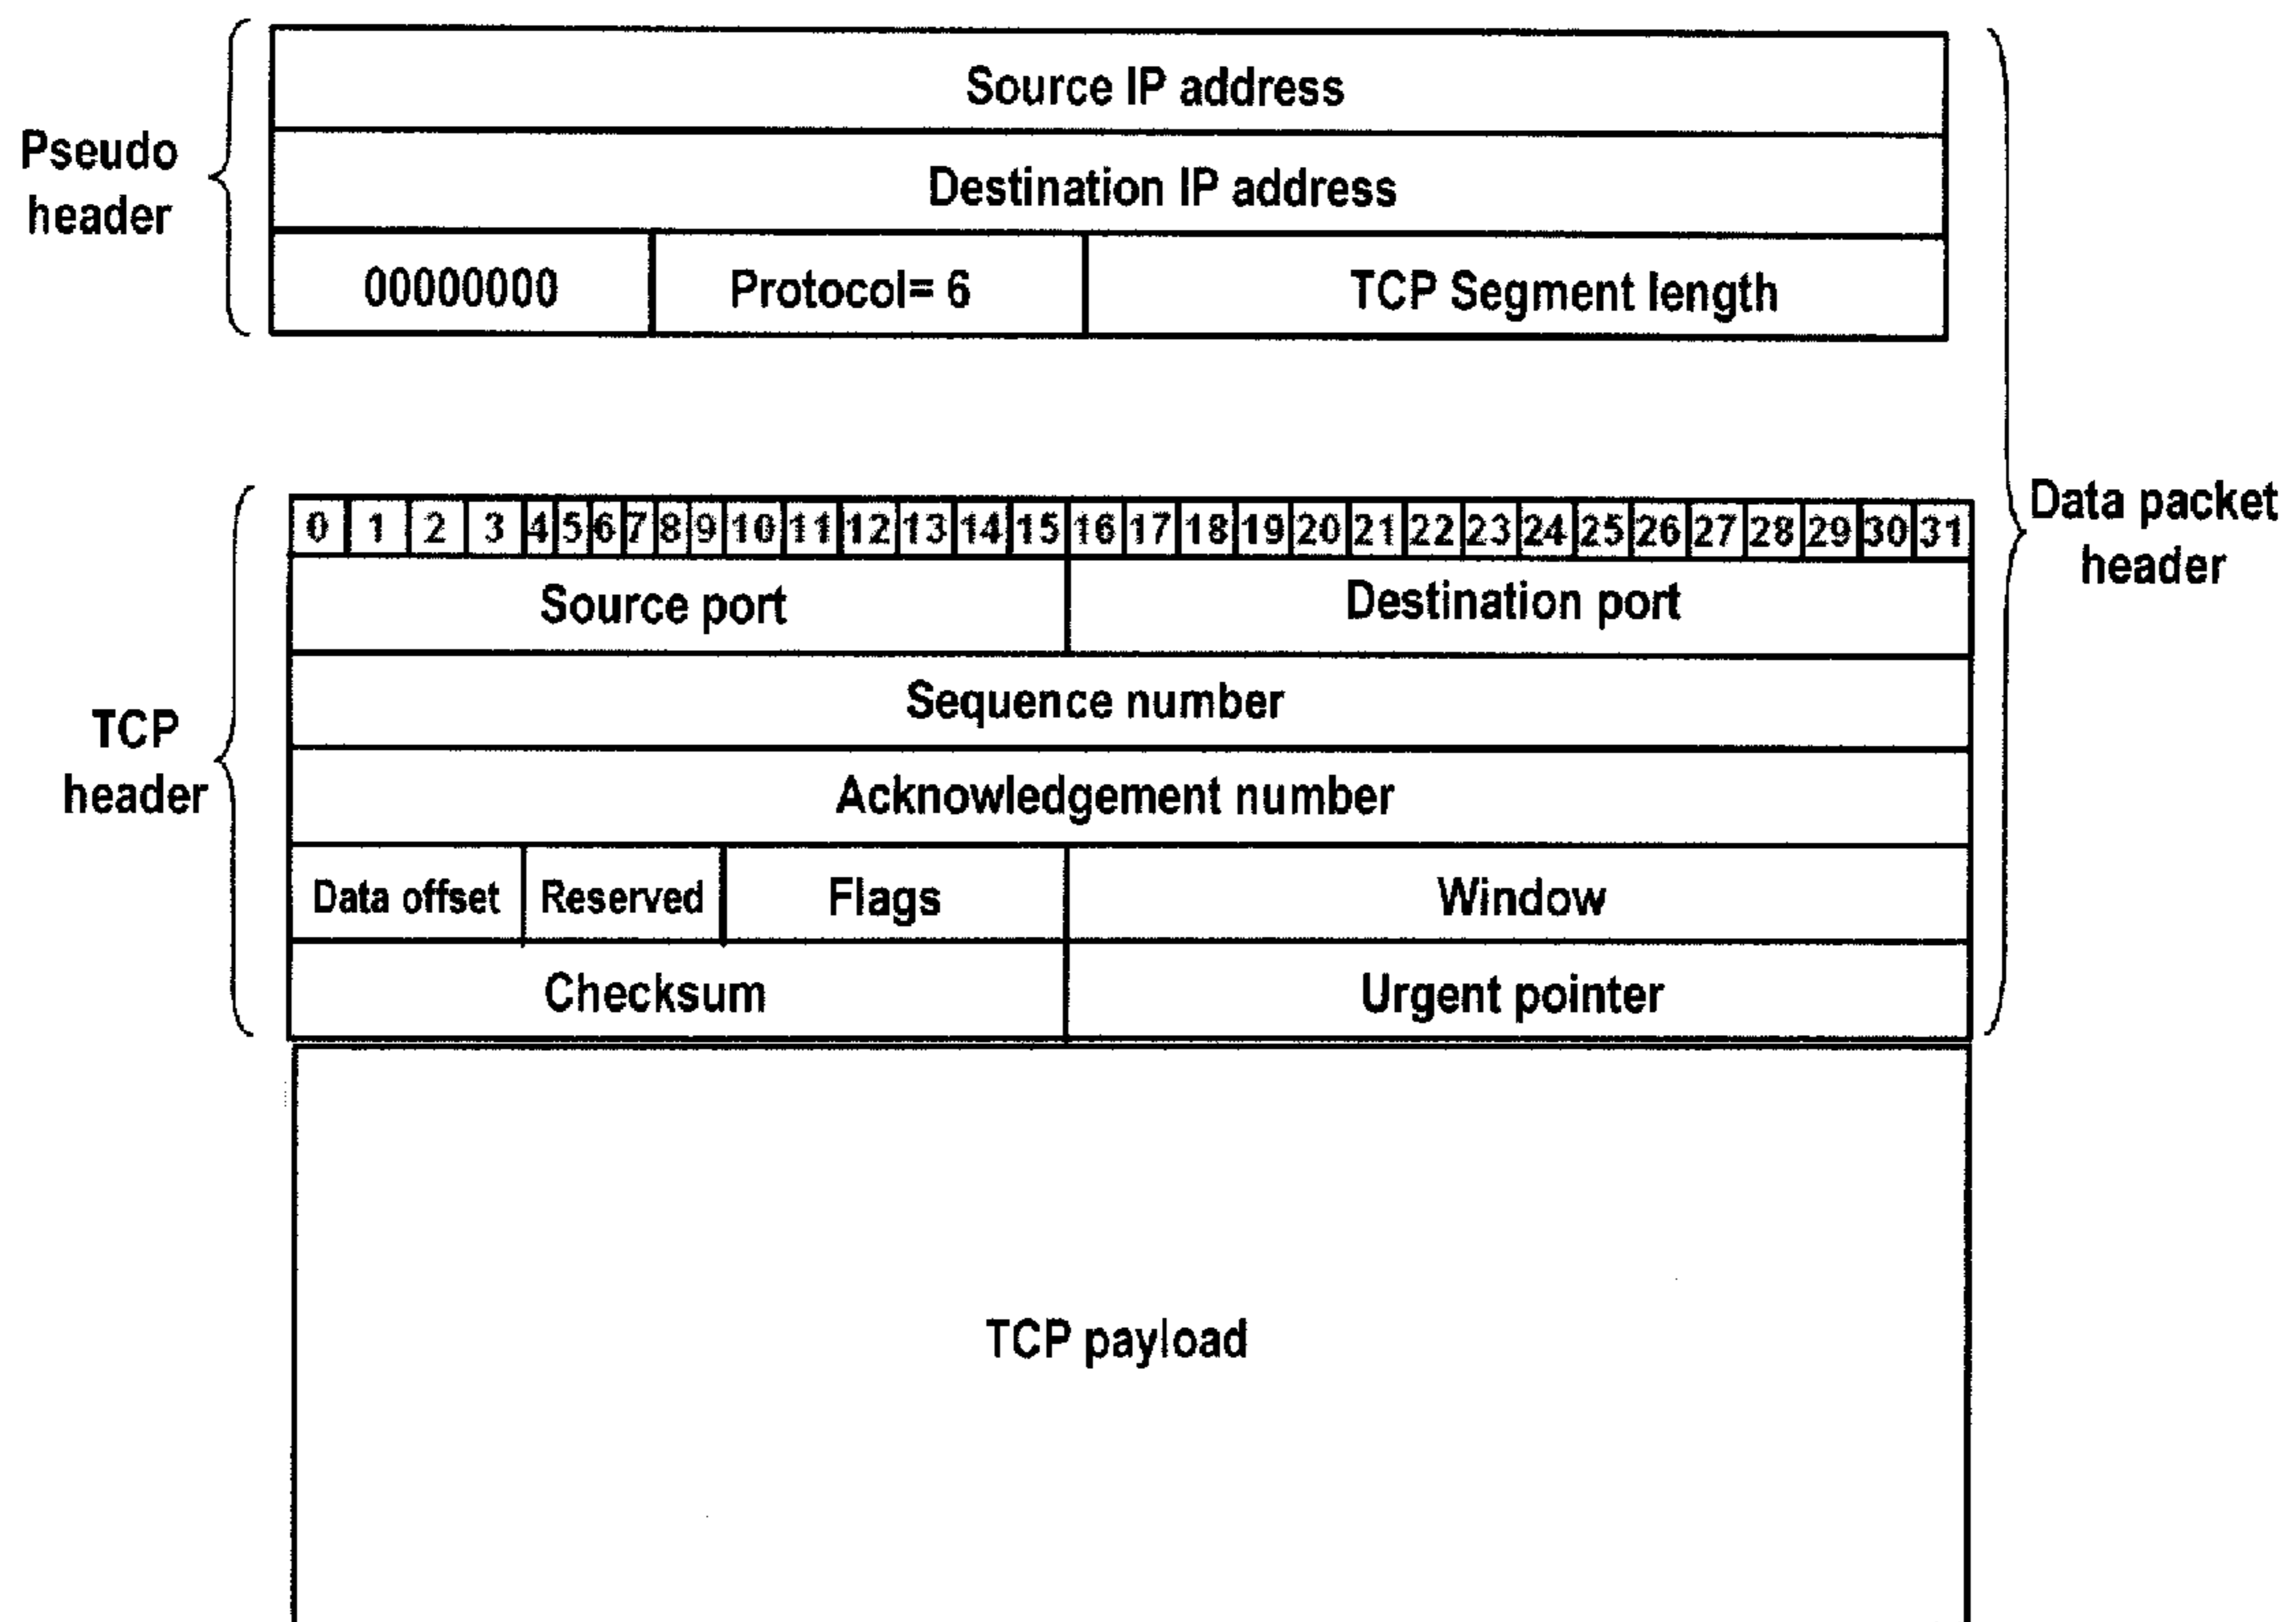 Source IP address
Pseudo
header
Destination IP address
00000000 Protocol= 6 TCP Segment length
Data packet
header
0 1 2 3 4 5 6 7 8 9 10 11 12 13 14 15 16 17 18 19 20 21 22 23 24 25 26 27 28 29 30 31
Source port Destination port
Sequence number
TCP
header
Acknowledgement number
Data offset Reserved Flags Window
Checksum Urgent pointer
TCP payload